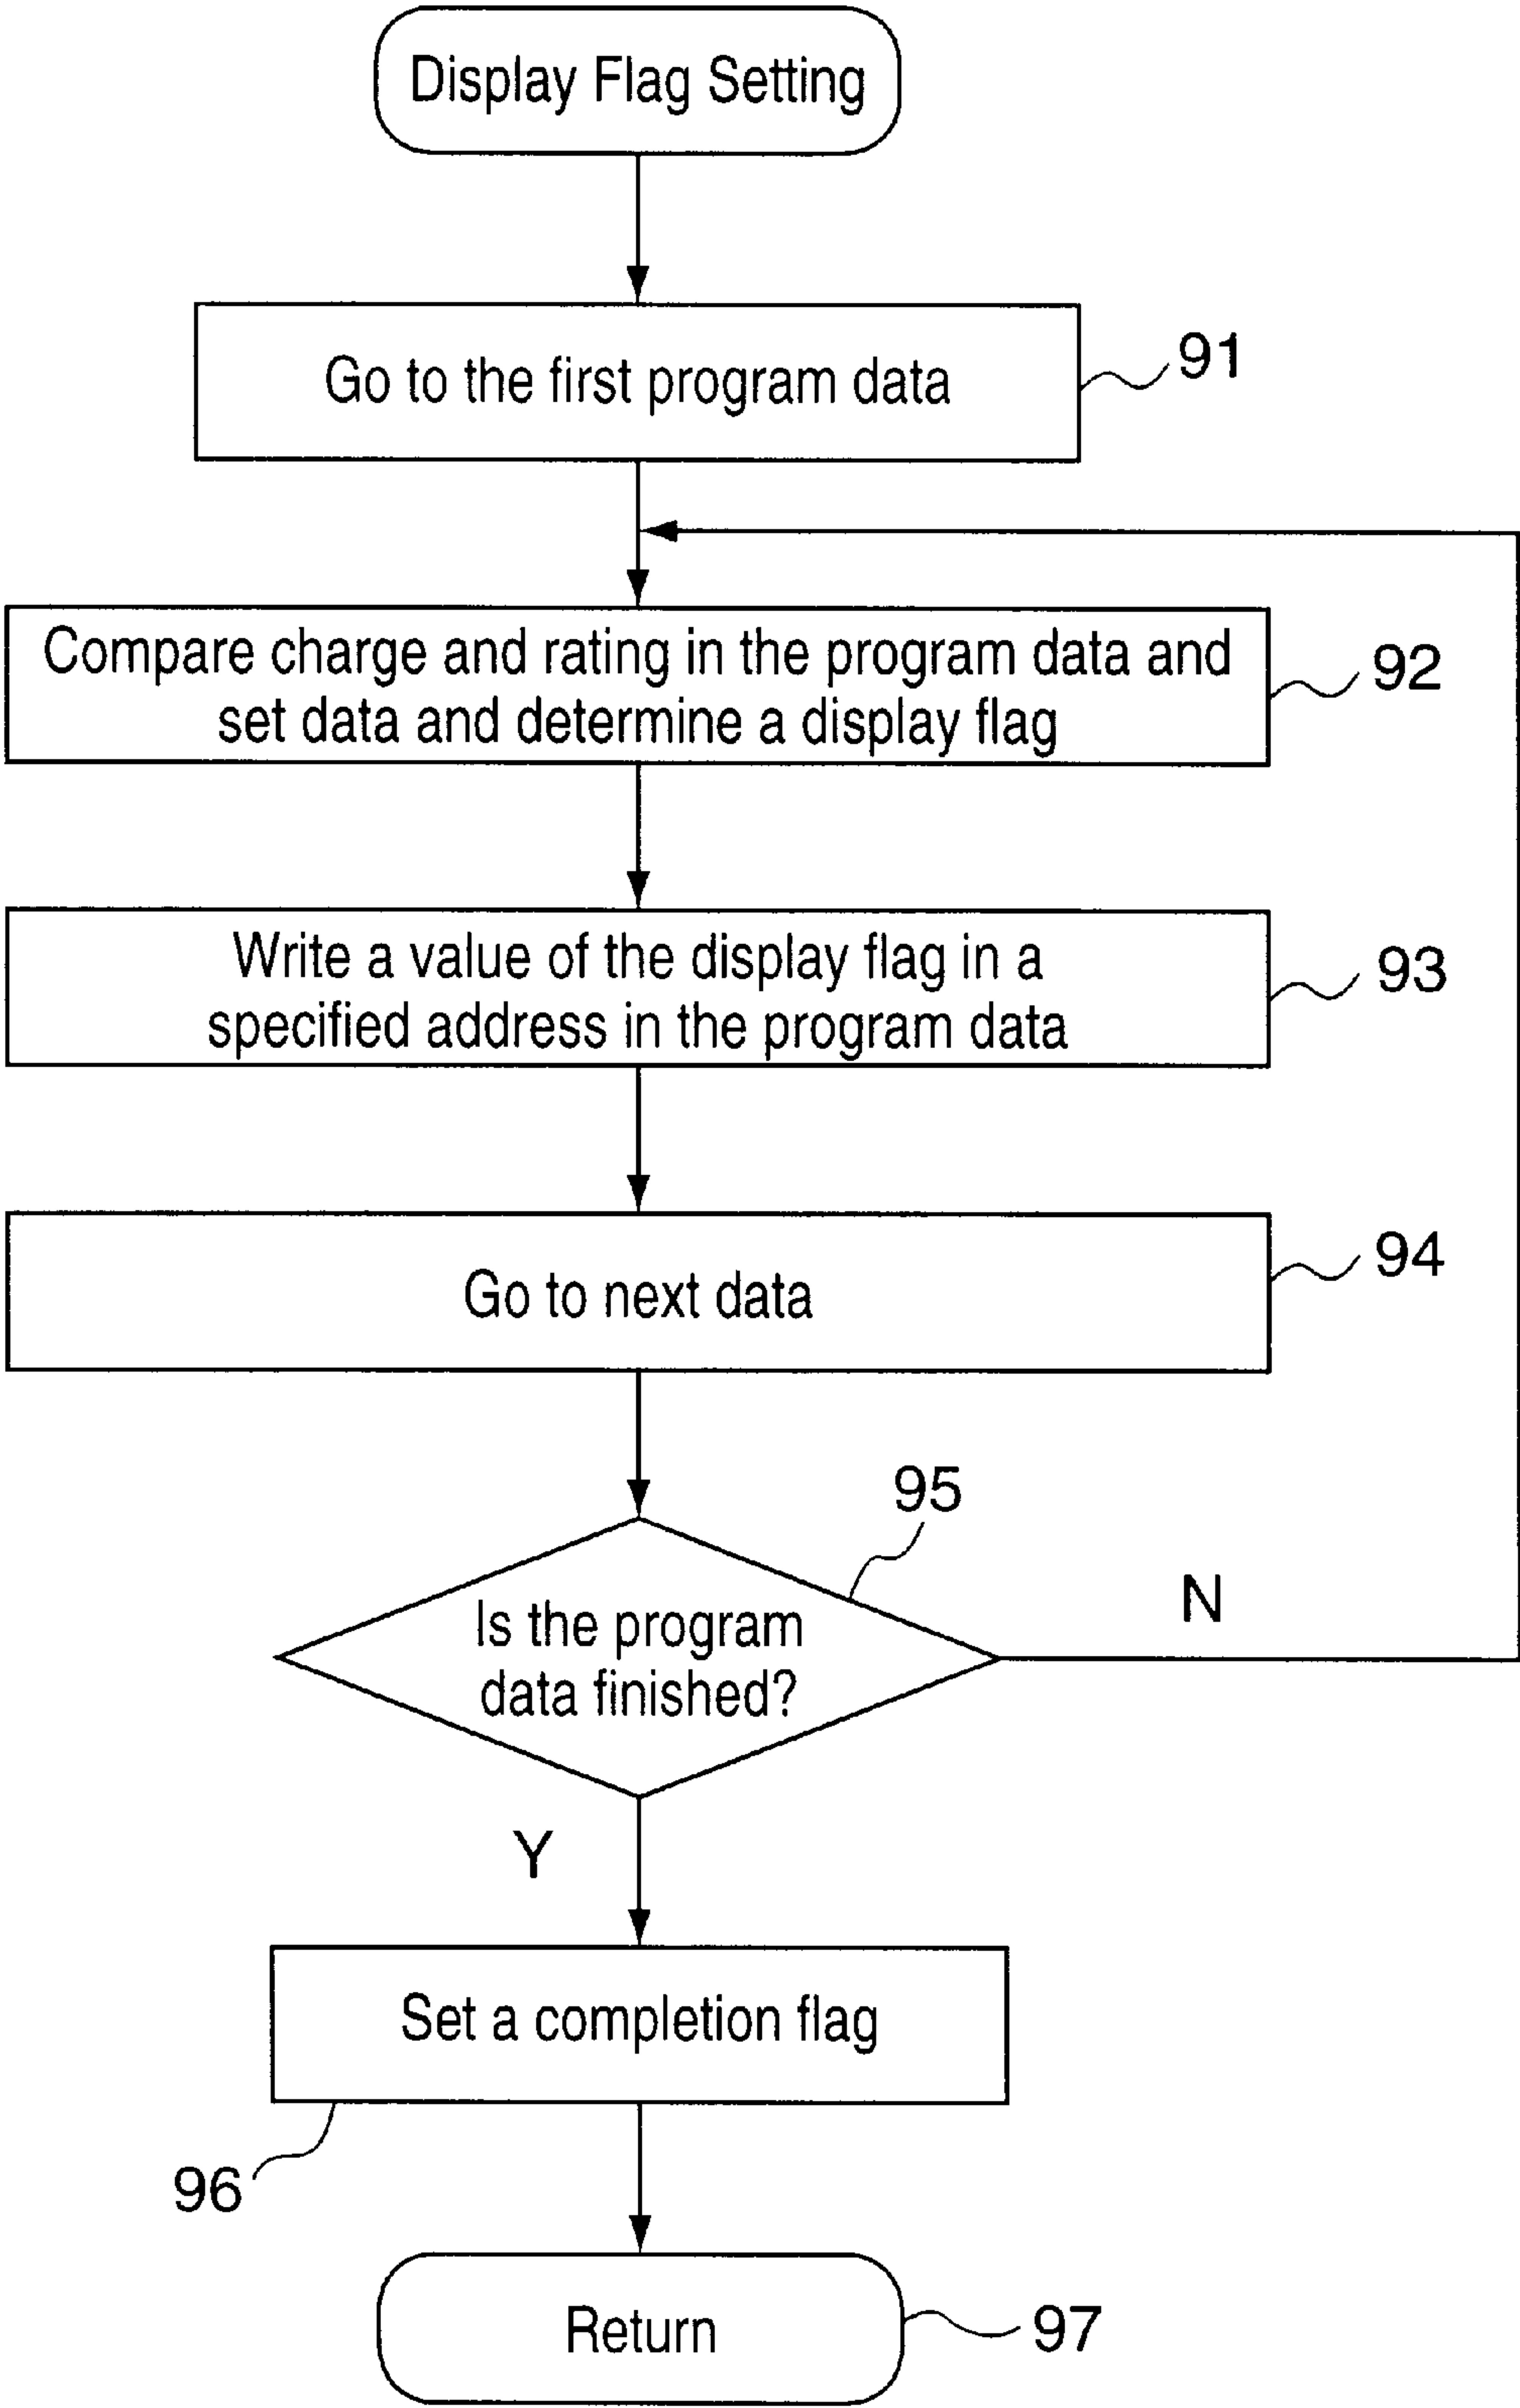 Display Flag Setting
Go to the first program data
91
Compare charge and rating in the program data and
set data and determine a display flag
92
Write a value of the display flag in a
specified address in the program data
93
Go to next data
94
95
Is the program
data finished?
N
Y
Set a completion flag
96
Return
97